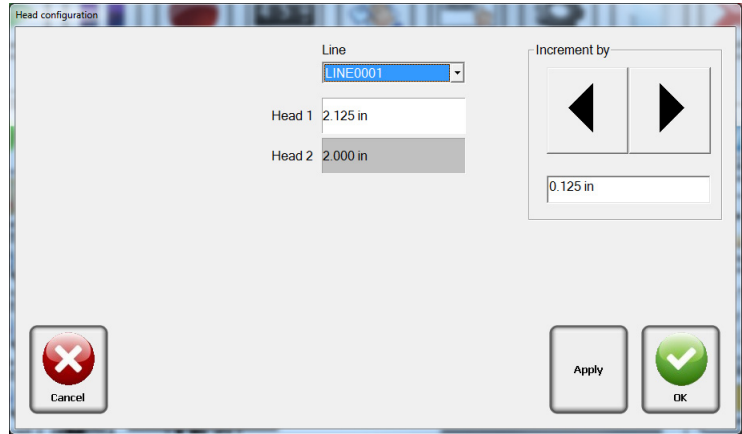 Head configuration
Line
Increment by
LINE0001
Head 1 2.125 in
Head 2 2.000 in
0.125 in
Cancel
Apply
OK